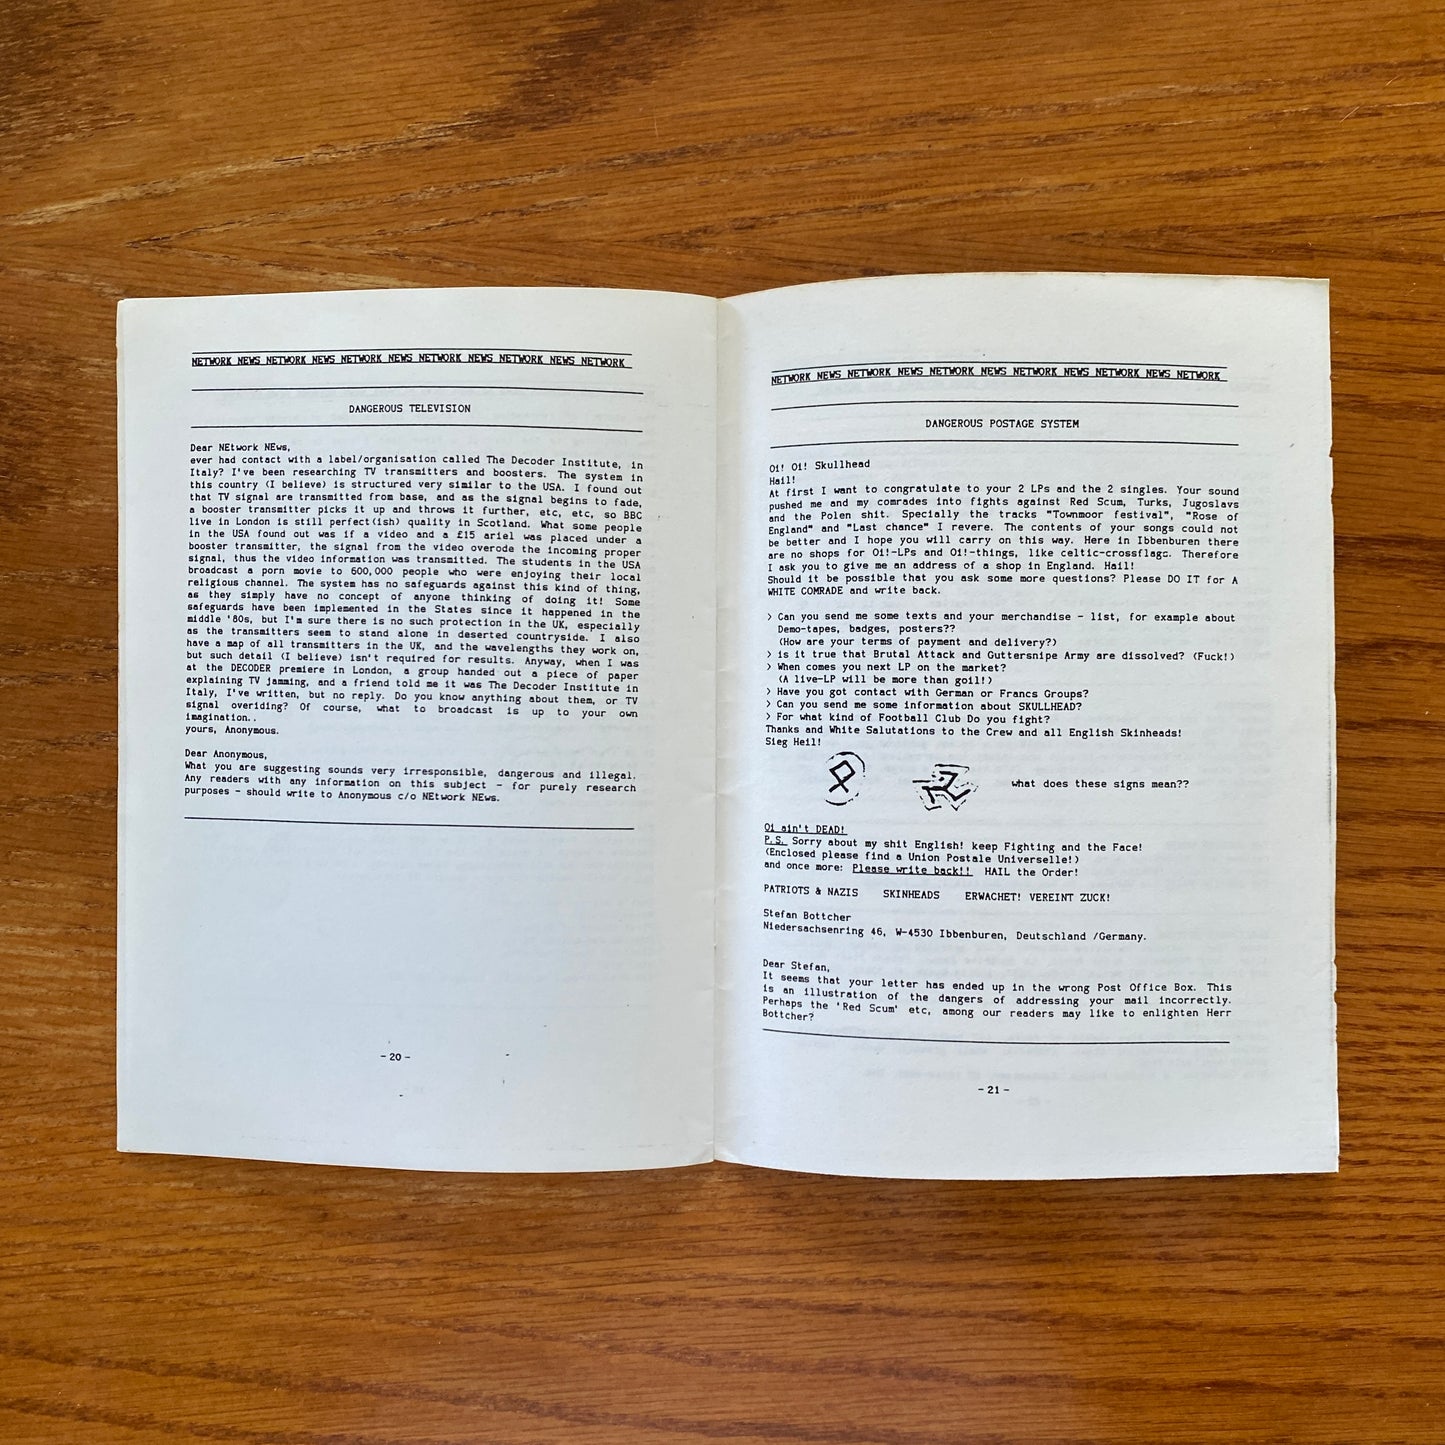 NETWORK NEWS NETWORK NEWS NETWORK NEWS NETWORK NEWS NETWORK NEWS NETWORK
DANGEROUS TELEVISION
Dear NEtwork NEws,
ever had contact with a label/organisation called The Decoder Institute, in
Italy? I've been researching TV transmitters and boosters. The system in
this country (I believe) is structured very similar to the USA. I found out
that TV signal are transmitted from base, and as the signal begins to fade,
a booster transmitter picks it up and throws it further, etc, etc, so BBC
live in London is still perfect(ish) quality in Scotland. What some people
in the USA found out was if a video and a £15 ariel was placed under a
booster transmitter, the signal from the video overode the incoming proper
signal, thus the video information was transmitted. The students in the USA
broadcast a porn movie to 600,000 people who were enjoying their local
religious channel. The system has no safeguards against this kind of thing,
as they simply have no concept of anyone thinking of doing it! Some
safeguards have been implemented in the States since it happened in the
middle '80s, but I'm sure there is no such protection in the UK, especially
as the transmitters seem to stand alone in deserted countryside. I also
have a map of all transmitters in the UK, and the wavelengths they work on,
but such detail (I believe) isn't required for results. Anyway, when I was
at the DECODER premiere in London, a group handed out a piece of paper
explaining TV jamming, and a friend told me it was The Decoder Institute in
Italy, I've written, but no reply. Do you know anything about them, or TV
signal overiding? Of course, what to broadcast is up to your own
imagination..
yours, Anonymous.
Dear Anonymous,
What you are suggesting sounds very irresponsible, dangerous and illegal.
Any readers with any information on this subject - for purely research
purposes - should write to Anonymous c/o NEtwork NEws.
- 20 -
NETWORK NEWS NETWORK NEWS NETWORK NEWS NETWORK NEWS NETWORK NEWS NETWORK
DANGEROUS POSTAGE SYSTEM
Oi! Oi! Skullhead
Hail!
At first I want to congratulate to your 2 LPs and the 2 singles. Your sound
pushed me and my comrades into fights against Red Scum, Turks, Jugoslavs
and the Polen shit. Specially the tracks "Townmoor festival", "Rose of
England" and "Last chance" I revere. The contents of your songs could not
be better and I hope you will carry on this way. Here in Ibbenburen there
are no shops for Oi!-LPs and Oi!-things, like celtic-crossflags. Therefore
I ask you to give me an address of a shop in England. Hail!
Should it be possible that you ask some more questions? Please DO IT for A
WHITE COMRADE and write back.
> Can you send me some texts and your merchandise - list, for example about
Demo-tapes, badges, posters??
(How are your terms of payment and delivery?)
> is it true that Brutal Attack and Guttersnipe Army are dissolved? (Fuck!)
> When comes you next LP on the market?
(A live-LP will be more than goil!)
> Have you got contact with German or Francs Groups?
> Can you send me some information about SKULLHEAD?
> For what kind of Football Club Do you fight?
Thanks and White Salutations to the Crew and all English Skinheads!
Sieg Heil!
what does these signs mean??
Oi ain't DEAD!
P.S. Sorry about my shit English! keep Fighting and the Face!
(Enclosed please find a Union Postale Universelle!)
and once more: Please write back!! HAIL the Order!
PATRIOTS & NAZIS SKINHEADS ERWACHET! VEREINT ZUCK!
Stefan Bottcher
Niedersachsenring 46, W-4530 Ibbenburen, Deutschland /Germany.
Dear Stefan,
It seems that your letter has ended up in the wrong Post Office Box. This
is an illustration of the dangers of addressing your mail incorrectly.
Perhaps the 'Red Scum' etc, among our readers may like to enlighten Herr
Bottcher?
- 21 -